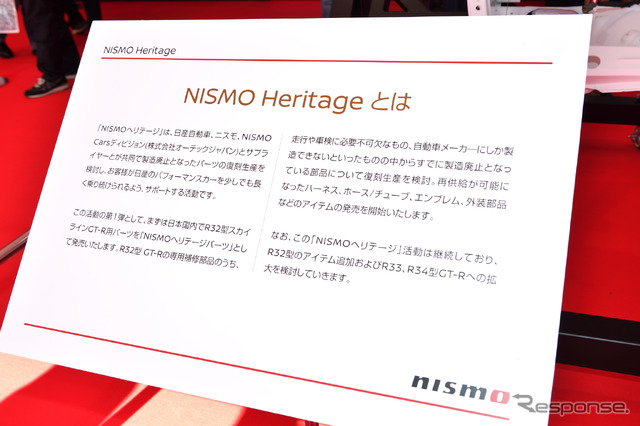 NISMO Heritage
NISMO Heritage とは
「NISMOヘリテージ」は、日産自動車、ニスモ、NISMO
Carsディビジョン(株式会社オーテックジャパン)とサプラ
イヤーとが共同で製造廃止となったパーツの復刻生産を
検討し、お客様が日産のパフォーマンスカーを少しでも長
く乗り続けられるよう、サポートする活動です。
この活動の第1弾として、まずは日本国内でR32型スカイ
ラインGT-R用パーツを「NISMOヘリテージパーツ」とし
て発売いたします。R32型 GT-Rの専用補修部品のうち、
走行や車検に必要不可欠なもの、自動車メーカーにしか製
造できないといったものの中からすでに製造廃止となっ
ている部品について復刻生産を検討。再供給が可能に
なったハーネス、ホース/チューブ、エンブレム、外装部品
などのアイテムの発売を開始いたします。
なお、この「NISMOヘリテージ」活動は継続しており、
R32型のアイテム追加およびR33、R34型GT-Rへの拡
大を検討していきます。
nismo
Response.